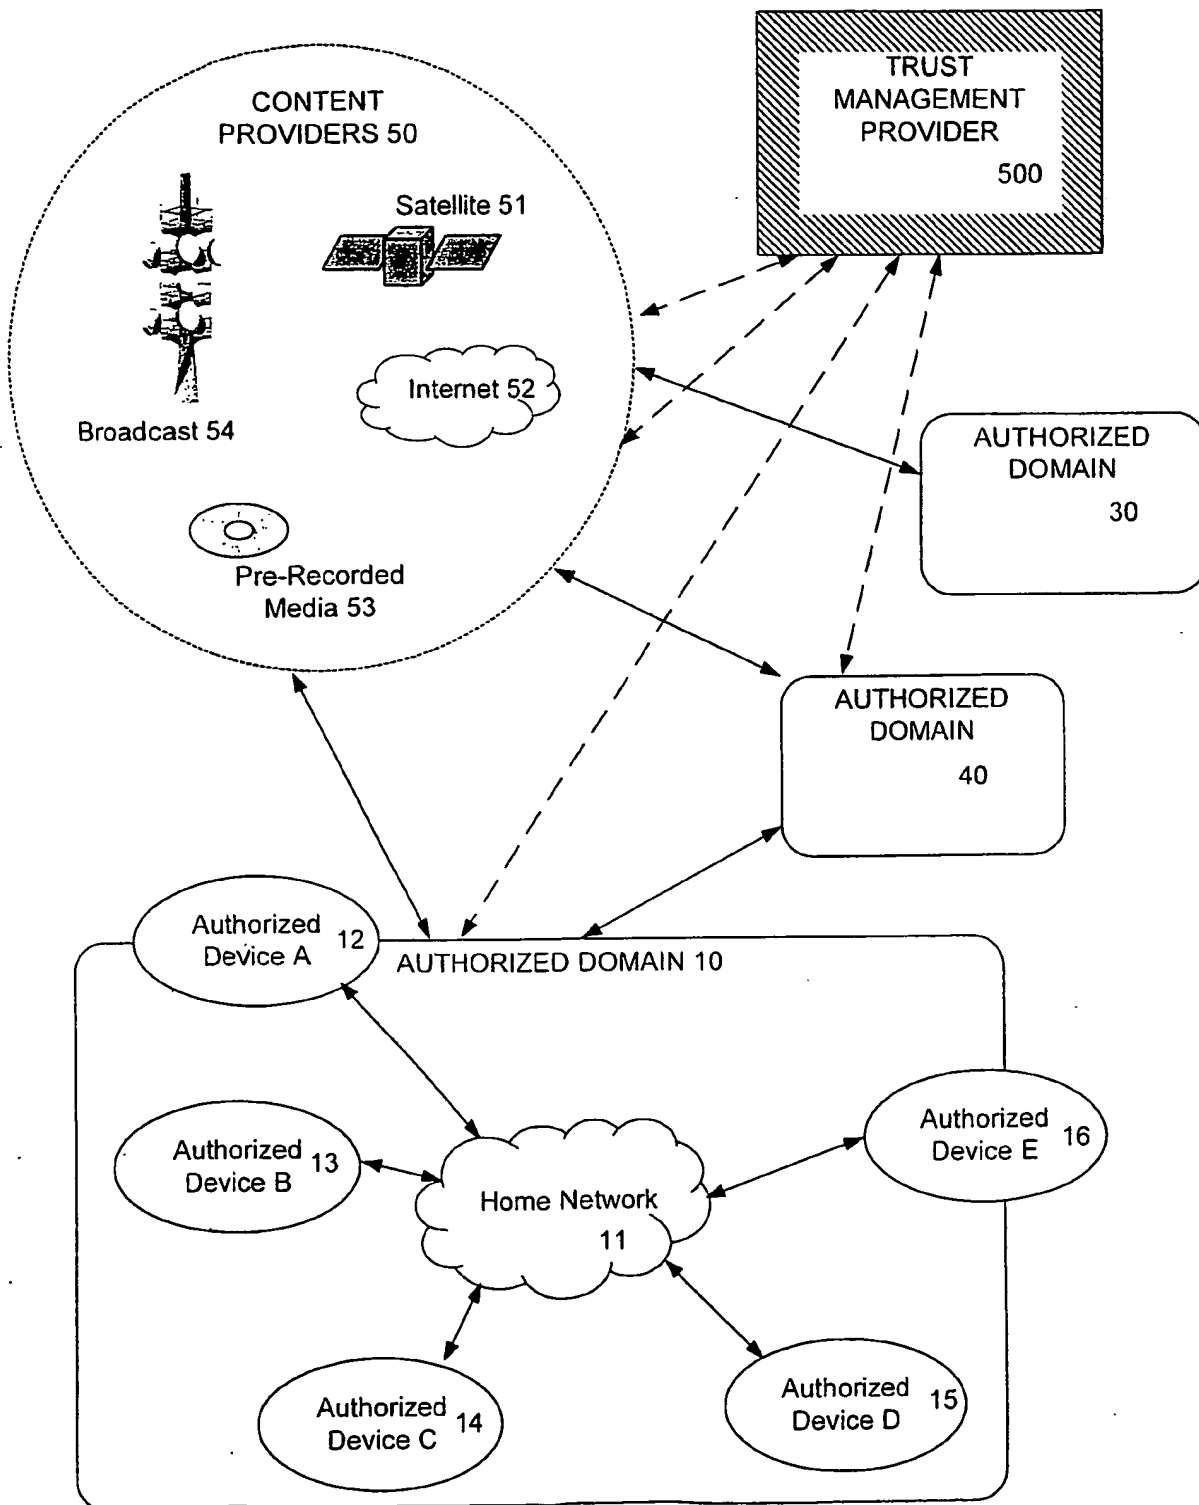 CONTENT
PROVIDERS 50
Satellite 51
Internet 52
Broadcast 54
Pre-Recorded
Media 53
TRUST
MANAGEMENT
PROVIDER
500
AUTHORIZED
DOMAIN
30
AUTHORIZED
DOMAIN
40
AUTHORIZED DOMAIN 10
Authorized
Device A
12
Authorized
Device B
13
Home Network
11
Authorized
Device E
16
Authorized
Device C
14
Authorized
Device D
15